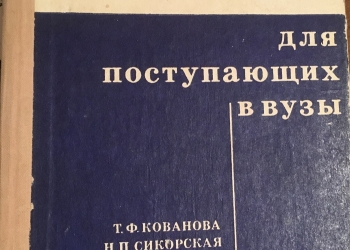 для
поступающих
в вузы
Т. Ф. КОВАНОВА
Н. П. СИКОРСКАЯ